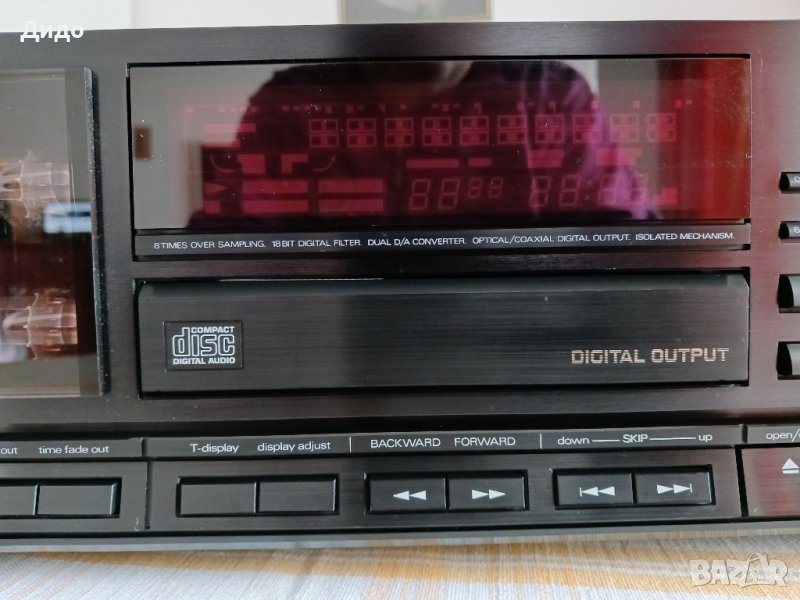 Дидо
8 TIMES OVER SAMPLING. 18 BIT DIGITAL FILTER. DUAL D/A CONVERTER. OPTICAL/COAXIAL DIGITAL OUTPUT. ISOLATED MECHANISM.
COMPACT
disc
DIGITAL AUDIO
DIGITAL OUTPUT
out time fade out T-display display adjust BACKWARD FORWARD down SKIP up open/
BAZAR